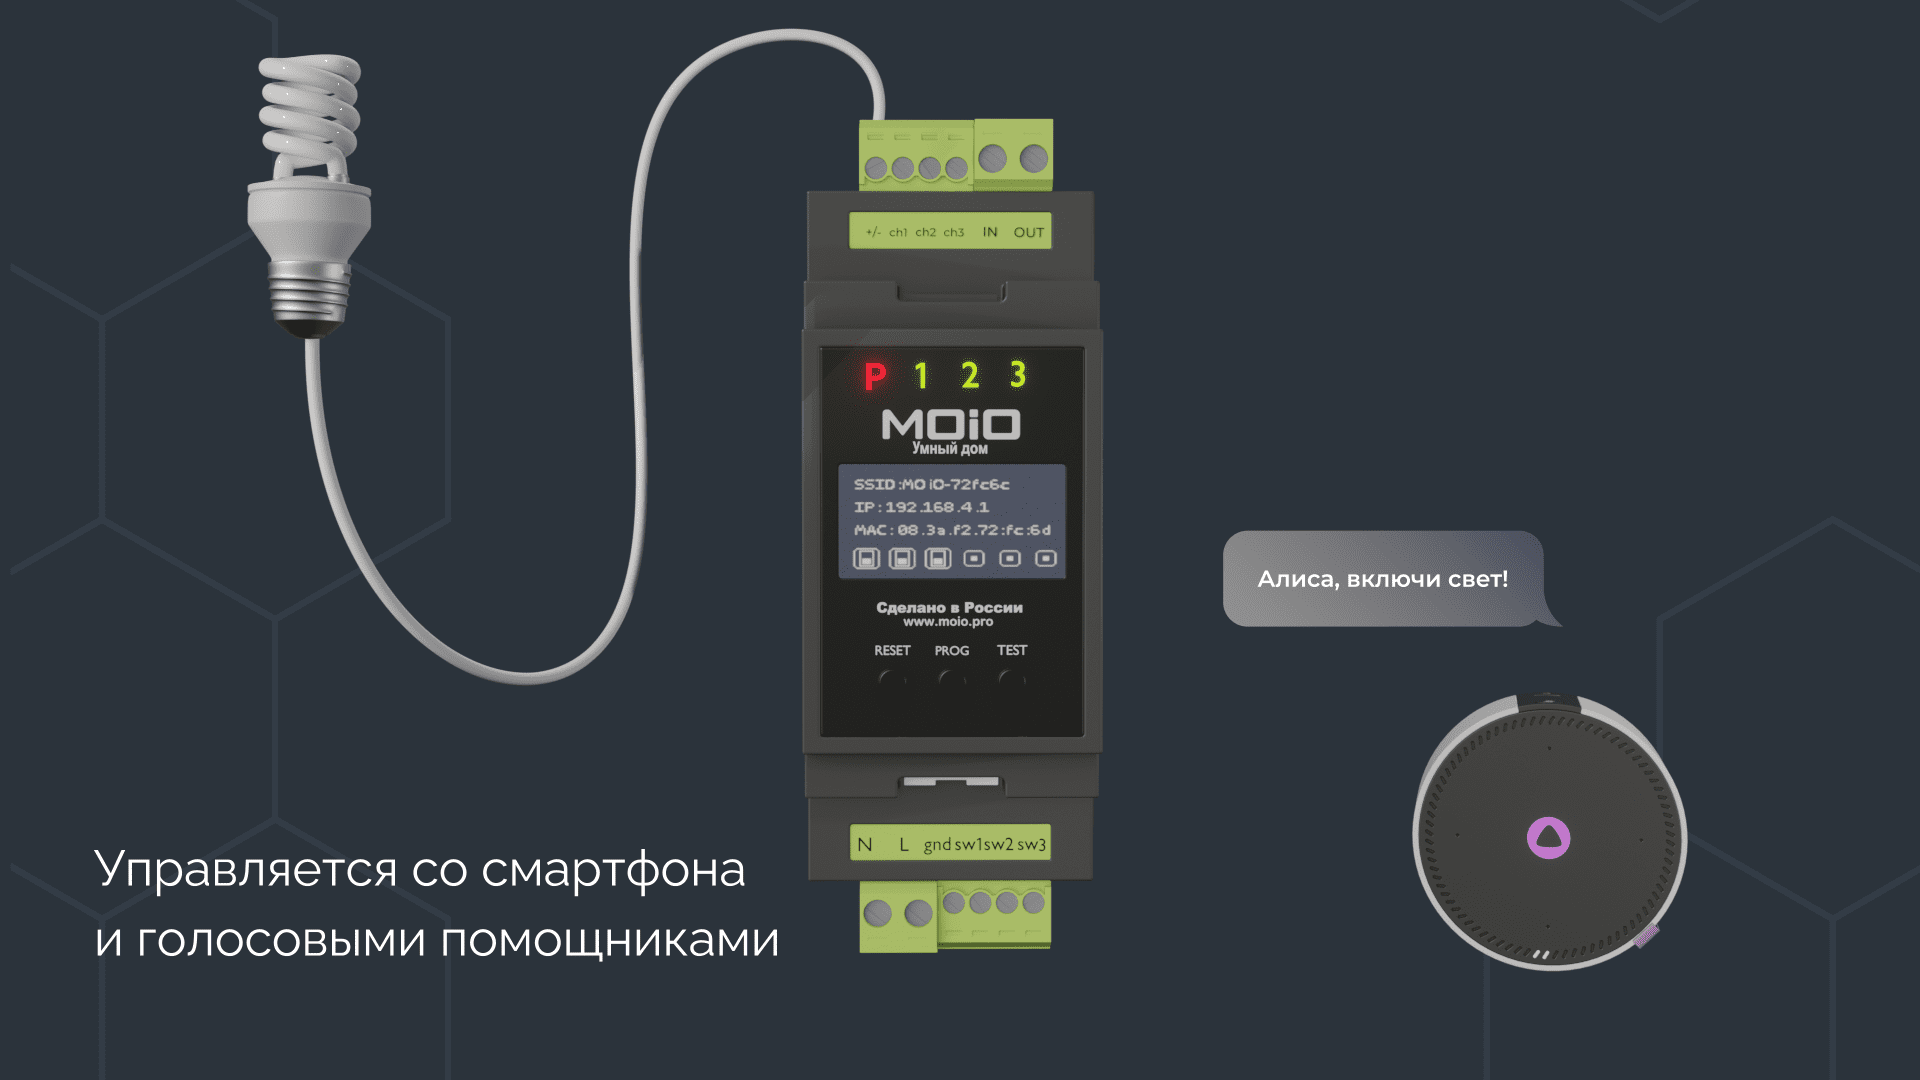 +/- ch1 ch2 ch3 IN OUT
P 1 2 3
MOiO
Умный дом
SSID:MOiO-72fc6c
IP:192.168.4.1
MAC:08.3a.f2.72:fc:6d
Сделано в России
www.moio.pro
RESET PROG TEST
N L gnd sw1 sw2 sw3
Алиса, включи свет!
Управляется со смартфона
и голосовыми помощниками